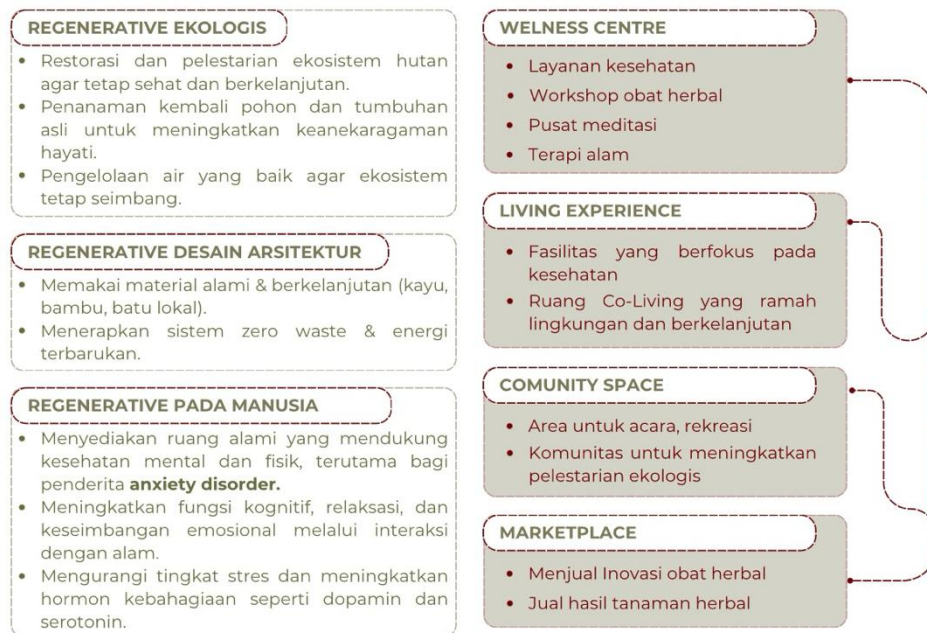 REGENERATIVE EKOLOGIS
• Restorasi dan pelestarian ekosistem hutan
agar tetap sehat dan berkelanjutan.
• Penanaman kembali pohon dan tumbuhan
asli untuk meningkatkan keanekaragaman
hayati.
• Pengelolaan air yang baik agar ekosistem
tetap seimbang.
REGENERATIVE DESAIN ARSITEKTUR
• Memakai material alami & berkelanjutan (kayu,
bambu, batu lokal).
• Menerapkan sistem zero waste & energi
terbarukan.
REGENERATIVE PADA MANUSIA
• Menyediakan ruang alami yang mendukung
kesehatan mental dan fisik, terutama bagi
penderita anxiety disorder.
• Meningkatkan fungsi kognitif, relaksasi, dan
keseimbangan emosional melalui interaksi
dengan alam.
• Mengurangi tingkat stres dan meningkatkan
hormon kebahagiaan seperti dopamin dan
serotonin.
WELNESS CENTRE
• Layanan kesehatan
• Workshop obat herbal
• Pusat meditasi
• Terapi alam
LIVING EXPERIENCE
• Fasilitas yang berfokus pada
kesehatan
• Ruang Co-Living yang ramah
lingkungan dan berkelanjutan
COMUNITY SPACE
• Area untuk acara, rekreasi
• Komunitas untuk meningkatkan
pelestarian ekologis
MARKETPLACE
• Menjual Inovasi obat herbal
• Jual hasil tanaman herbal